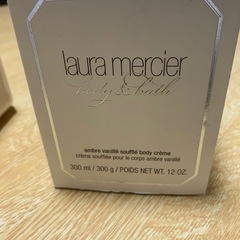 laura mercier
body & bath
ambre vanillé soufflé body crème
crème soufflée pour le corps ambre vanillé
300 ml / 300 g / POIDS NET WT. 12 OZ.